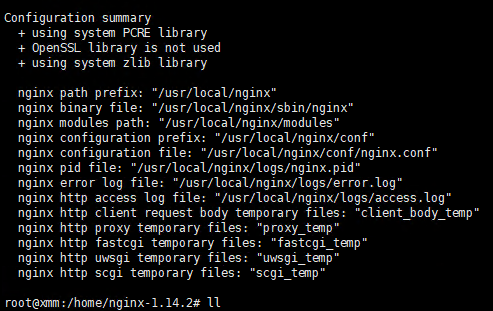 Configuration summary
+ using system PCRE library
+ OpenSSL library is not used
+ using system zlib library
nginx path prefix: "/usr/local/nginx"
nginx binary file: "/usr/local/nginx/sbin/nginx"
nginx modules path: "/usr/local/nginx/modules"
nginx configuration prefix: "/usr/local/nginx/conf"
nginx configuration file: "/usr/local/nginx/conf/nginx.conf"
nginx pid file: "/usr/local/nginx/logs/nginx.pid"
nginx error log file: "/usr/local/nginx/logs/error.log"
nginx http access log file: "/usr/local/nginx/logs/access.log"
nginx http client request body temporary files: "client_body_temp"
nginx http proxy temporary files: "proxy_temp"
nginx http fastcgi temporary files: "fastcgi_temp"
nginx http uwsgi temporary files: "uwsgi_temp"
nginx http scgi temporary files: "scgi_temp"
root@xmm:/home/nginx-1.14.2# ll